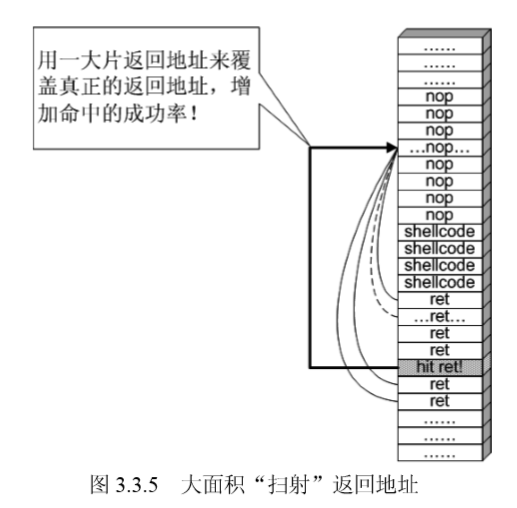 用一大片返回地址来覆
盖真正的返回地址，增
加命中的成功率！
……
……
……
nop
nop
nop
…nop…
nop
nop
nop
nop
shellcode
shellcode
shellcode
shellcode
ret
…ret…
ret
ret
hit ret!
ret
ret
……
……
……
图 3.3.5 大面积“扫射”返回地址